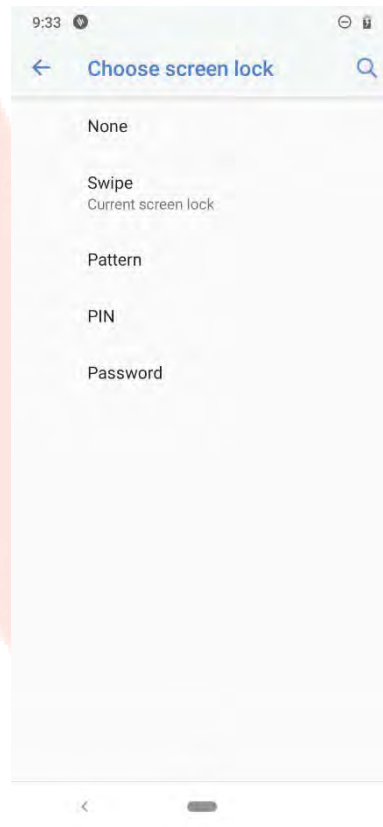 9:33
Choose screen lock
None
Swipe
Current screen lock
Pattern
PIN
Password